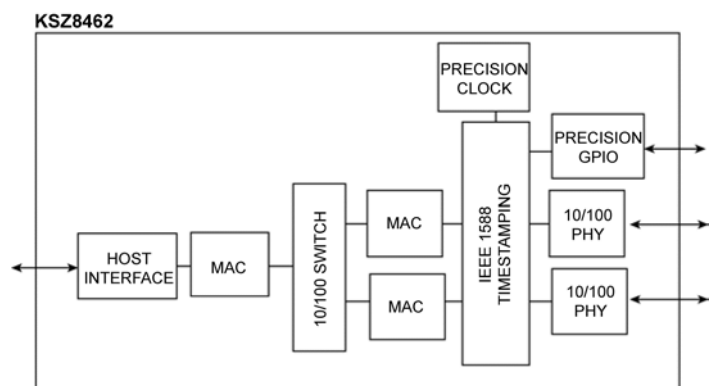 KSZ8462
PRECISION
CLOCK
PRECISION
GPIO
IEEE 1588
TIMESTAMPING
10/100
PHY
MAC
10/100 SWITCH
HOST
INTERFACE
MAC
MAC
10/100
PHY